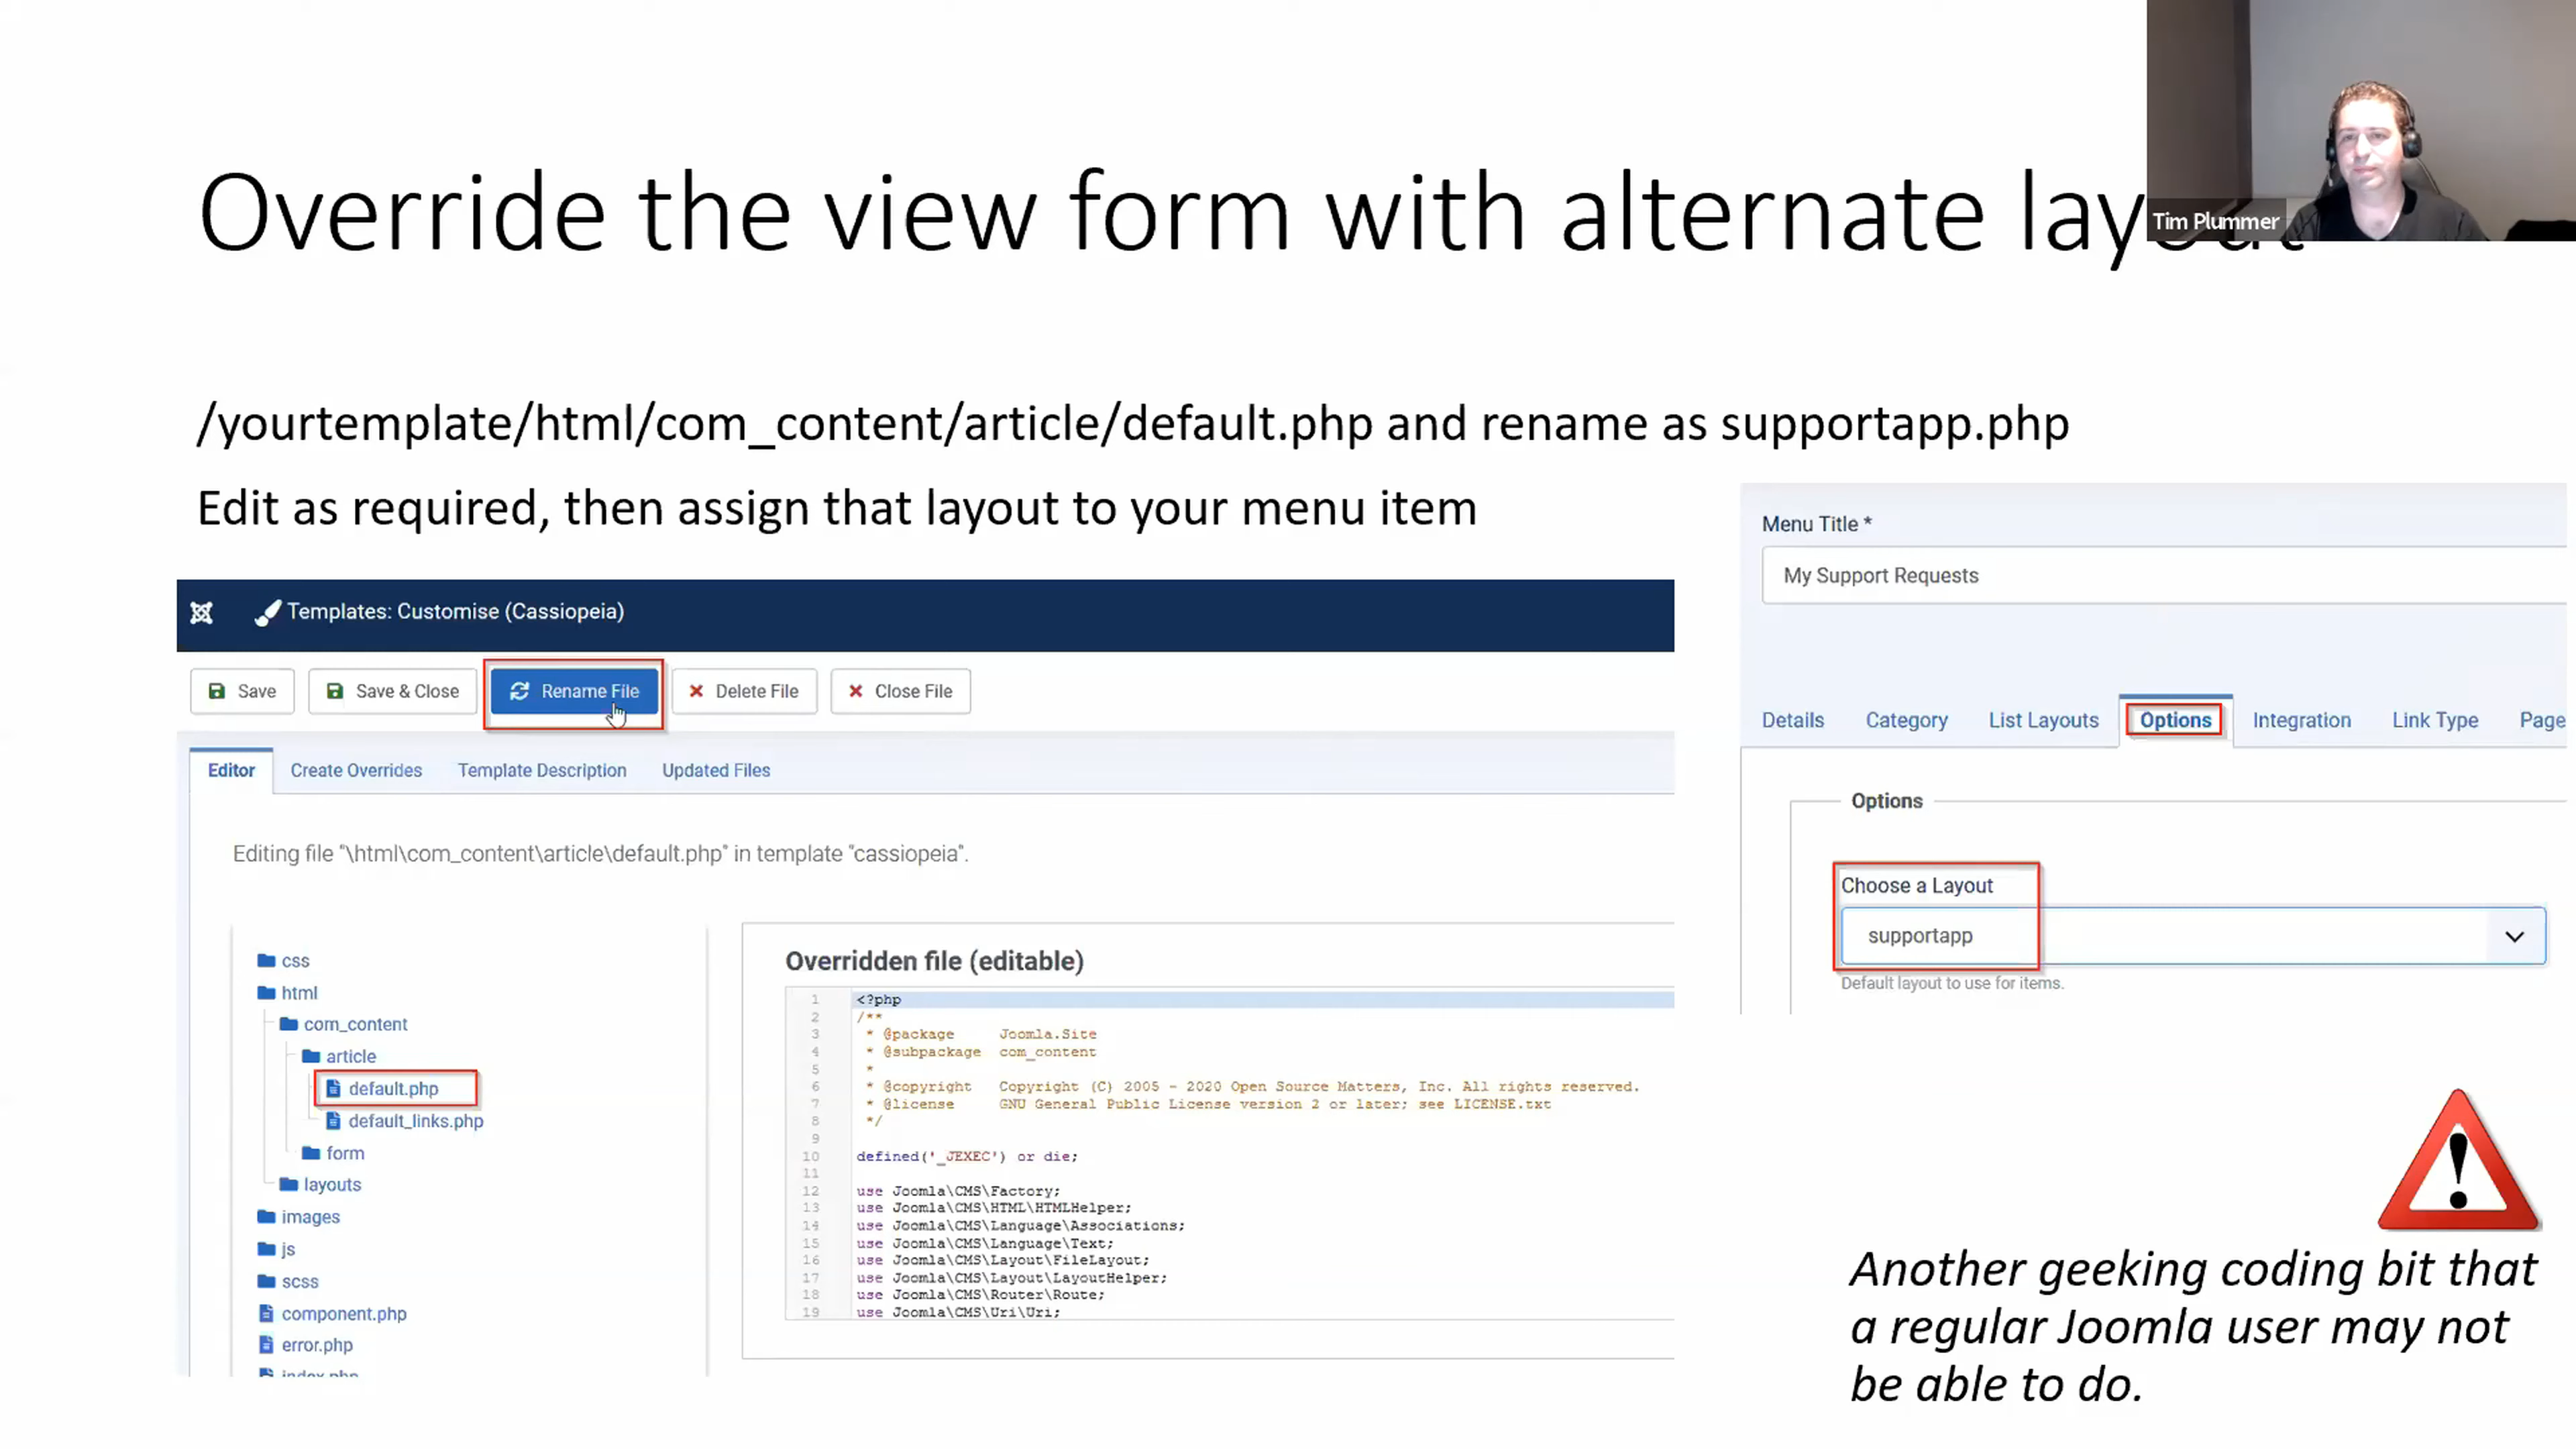 Override the view form with alternate layout
Tim Plummer
/yourtemplate/html/com_content/article/default.php and rename as supportapp.php
Edit as required, then assign that layout to your menu item
Templates: Customise (Cassiopeia)
Save
Save & Close
Rename File
Delete File
Close File
Editor
Create Overrides
Template Description
Updated Files
Editing file "\html\com_content\article\default.php" in template "cassiopeia".
css
html
com_content
article
default.php
default_links.php
form
layouts
images
js
scss
component.php
error.php
index.php
Overridden file (editable)
1 <?php
2 /**
3 * @package Joomla.Site
4 * @subpackage com_content
5 *
6 * @copyright Copyright (C) 2005 - 2020 Open Source Matters, Inc. All rights reserved.
7 * @license GNU General Public License version 2 or later; see LICENSE.txt
8 */
9
10 defined('_JEXEC') or die;
11
12 use Joomla\CMS\Factory;
13 use Joomla\CMS\HTML\HTMLHelper;
14 use Joomla\CMS\Language\Associations;
15 use Joomla\CMS\Language\Text;
16 use Joomla\CMS\Layout\FileLayout;
17 use Joomla\CMS\Layout\LayoutHelper;
18 use Joomla\CMS\Router\Route;
19 use Joomla\CMS\Uri\Uri;
Menu Title *
My Support Requests
Details
Category
List Layouts
Options
Integration
Link Type
Page
Options
Choose a Layout
supportapp
Default layout to use for items.
Another geeking coding bit that
a regular Joomla user may not
be able to do.